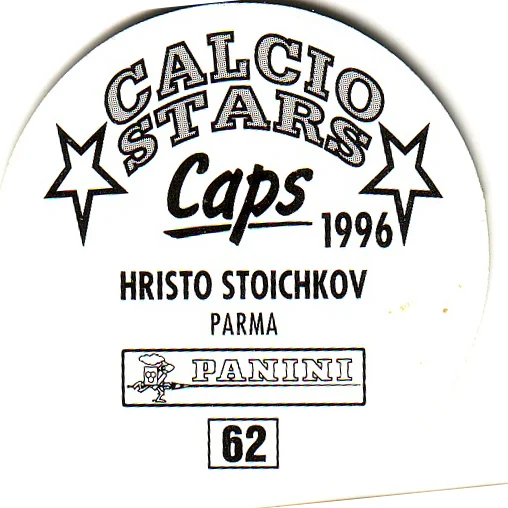 CALCIO
STARS
Caps
1996
HRISTO STOICHKOV
PARMA
PANINI
62